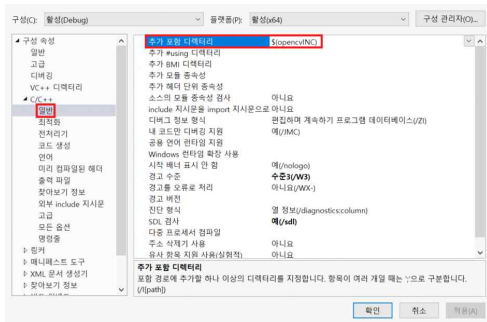 구성(C): 활성(Debug) 플랫폼(P): 활성(x64) 구성 관리자(O)...
구성 속성
일반
고급
디버깅
VC++ 디렉터리
C/C++
일반
최적화
전처리기
코드 생성
언어
미리 컴파일된 헤더
출력 파일
찾아보기 정보
외부 include 지시문
고급
모든 옵션
명령줄
링커
매니페스트 도구
XML 문서 생성기
찾아보기 정보
추가 포함 디렉터리 $(opencvINC)
추가 #using 디렉터리
추가 BMI 디렉터리
추가 모듈 종속성
추가 헤더 단위 종속성
소스의 모듈 종속성 검사 아니요
include 지시문을 import 지시문으로 아니요
디버그 정보 형식 편집하며 계속하기 프로그램 데이터베이스(/ZI)
내 코드만 디버깅 지원 예(/JMC)
공용 언어 런타임 지원
Windows 런타임 확장 사용
시작 배너 표시 안 함 예(/nologo)
경고 수준 수준3(/W3)
경고를 오류로 처리 아니요(/WX-)
경고 버전
진단 형식 열 정보(/diagnostics:column)
SDL 검사 예(/sdl)
다중 프로세서 컴파일
주소 삭제기 사용 아니요
유사 항목 지원 사용(실험적) 아니요
추가 포함 디렉터리
포함 경로에 추가할 하나 이상의 디렉터리를 지정합니다. 항목이 여러 개일 때는 ';'으로 구분합니다.
(/I[path])
확인 취소 적용(A)